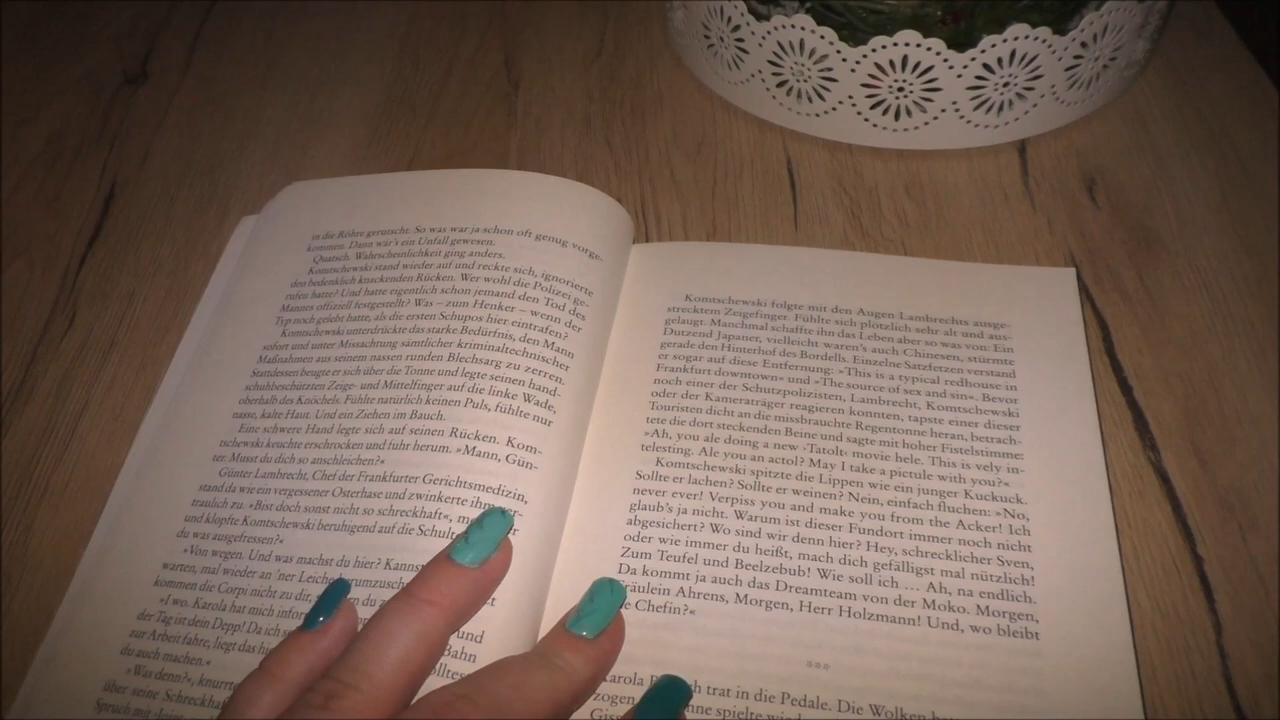 in die Röhre gerutscht. So was war ja schon oft genug vorge-
kommen. Dann wär's ein Unfall gewesen.
Quatsch. Wahrscheinlichkeit ging anders.
Komtschewski stand wieder auf und reckte sich, ignorierte
den bedenklich knackenden Rücken. Wer wohl die Polizei ge-
rufen hatte? Und hatte eigentlich schon jemand den Tod des
Mannes offiziell festgestellt? Was – zum Henker – wenn der
Typ noch gelebt hatte, als die ersten Schupos hier eintrafen?
Komtschewski unterdrückte das starke Bedürfnis, den Mann
sofort und unter Missachtung sämtlicher kriminaltechnischer
Maßnahmen aus seinem nassen runden Blechsarg zu zerren.
Stattdessen beugte er sich über die Tonne und legte seinen hand-
schuhbeschützten Zeige- und Mittelfinger auf die linke Wade,
oberhalb des Knöchels. Fühlte natürlich keinen Puls, fühlte nur
nasse, kalte Haut. Und ein Ziehen im Bauch.
Eine schwere Hand legte sich auf seinen Rücken. Kom-
tschewski keuchte erschrocken und fuhr herum. »Mann, Gün-
ter. Musst du dich so anschleichen?«
Günter Lambrecht, Chef der Frankfurter Gerichtsmedizin,
stand da wie ein vergessener Osterhase und zwinkerte ihm
traulich zu. »Bist doch sonst nicht so schreckhaft«,
und klopfte Komtschewski beruhigend auf die
du was ausgefressen?«
»Von wegen. Und was machst du hier?
warten, mal wieder an 'ner Leiche
kommen die Corpi nicht zu dir, du
»I wo. Karola hat mich
der Tag ist dein Depp! Da ich und
zur Arbeit fahre, liegt das Bahn
du auch machen.«
»Was denn?«,
über seine
Spruch mit
Komtschewski folgte mit den Augen Lambrechts ausge-
strecktem Zeigefinger. Fühlte sich plötzlich sehr alt und aus-
gelaugt. Manchmal schaffte ihn das Leben aber so was von: Ein
Dutzend Japaner, vielleicht waren's auch Chinesen, stürmte
gerade den Hinterhof des Bordells. Einzelne Satzfetzen verstand
er sogar auf diese Entfernung: »This is a typical redhouse in
Frankfurt downtown« und »The source of sex and sin«. Bevor
noch einer der Schutzpolizisten, Lambrecht, Komtschewski
oder der Kameraträger reagieren konnten, tapste einer dieser
Touristen dicht an die missbrauchte Regentonne heran, betrach-
tete die dort steckenden Beine und sagte mit hoher Fistelstimme:
»Ah, you ale doing a new ›Tatolt‹ movie hele. This is vely in-
telesting. Ale you an actol? May I take a pictule with you?«
Komtschewski spitzte die Lippen wie ein junger Kuckuck.
Sollte er lachen? Sollte er weinen? Nein, einfach fluchen: »No,
never ever! Verpiss you and make you from the Acker! Ich
glaub's ja nicht. Warum ist dieser Fundort immer noch nicht
abgesichert? Wo sind wir denn hier? Hey, schrecklicher Sven,
oder wie immer du heißt, mach dich gefälligst mal nützlich!
Zum Teufel und Beelzebub! Wie soll ich … Ah, na endlich.
Da kommt ja auch das Dreamteam von der Moko. Morgen,
Fräulein Ahrens, Morgen, Herr Holzmann! Und, wo bleibt
Chefin?«
***
Karola trat in die Pedale. Die Wolken
zogen spielte